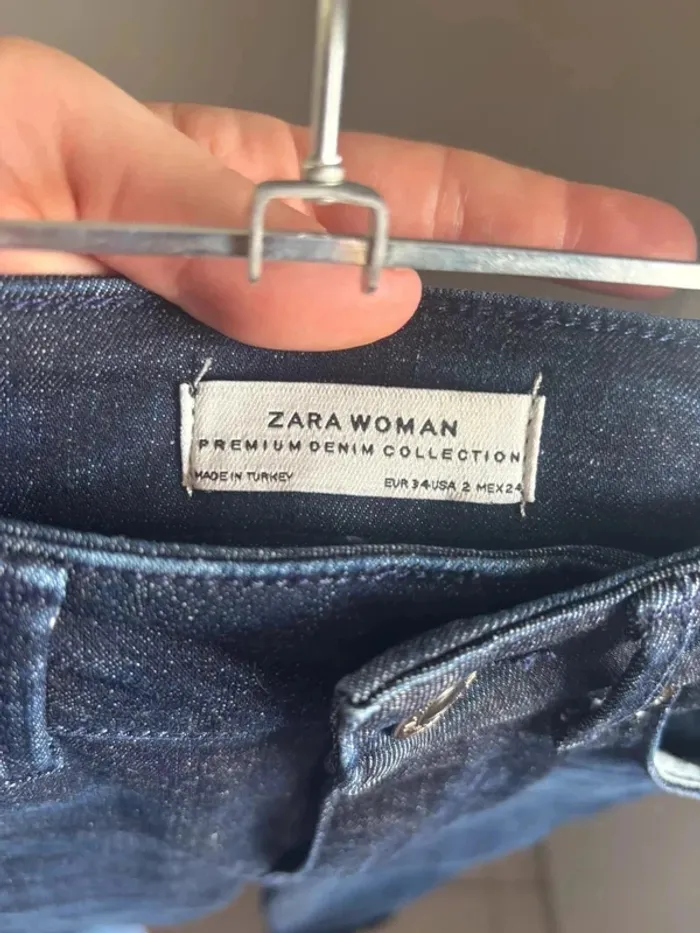 ZARA WOMAN
PREMIUM DENIM COLLECTION
MADE IN TURKEY EUR 34 USA 2 MEX 24